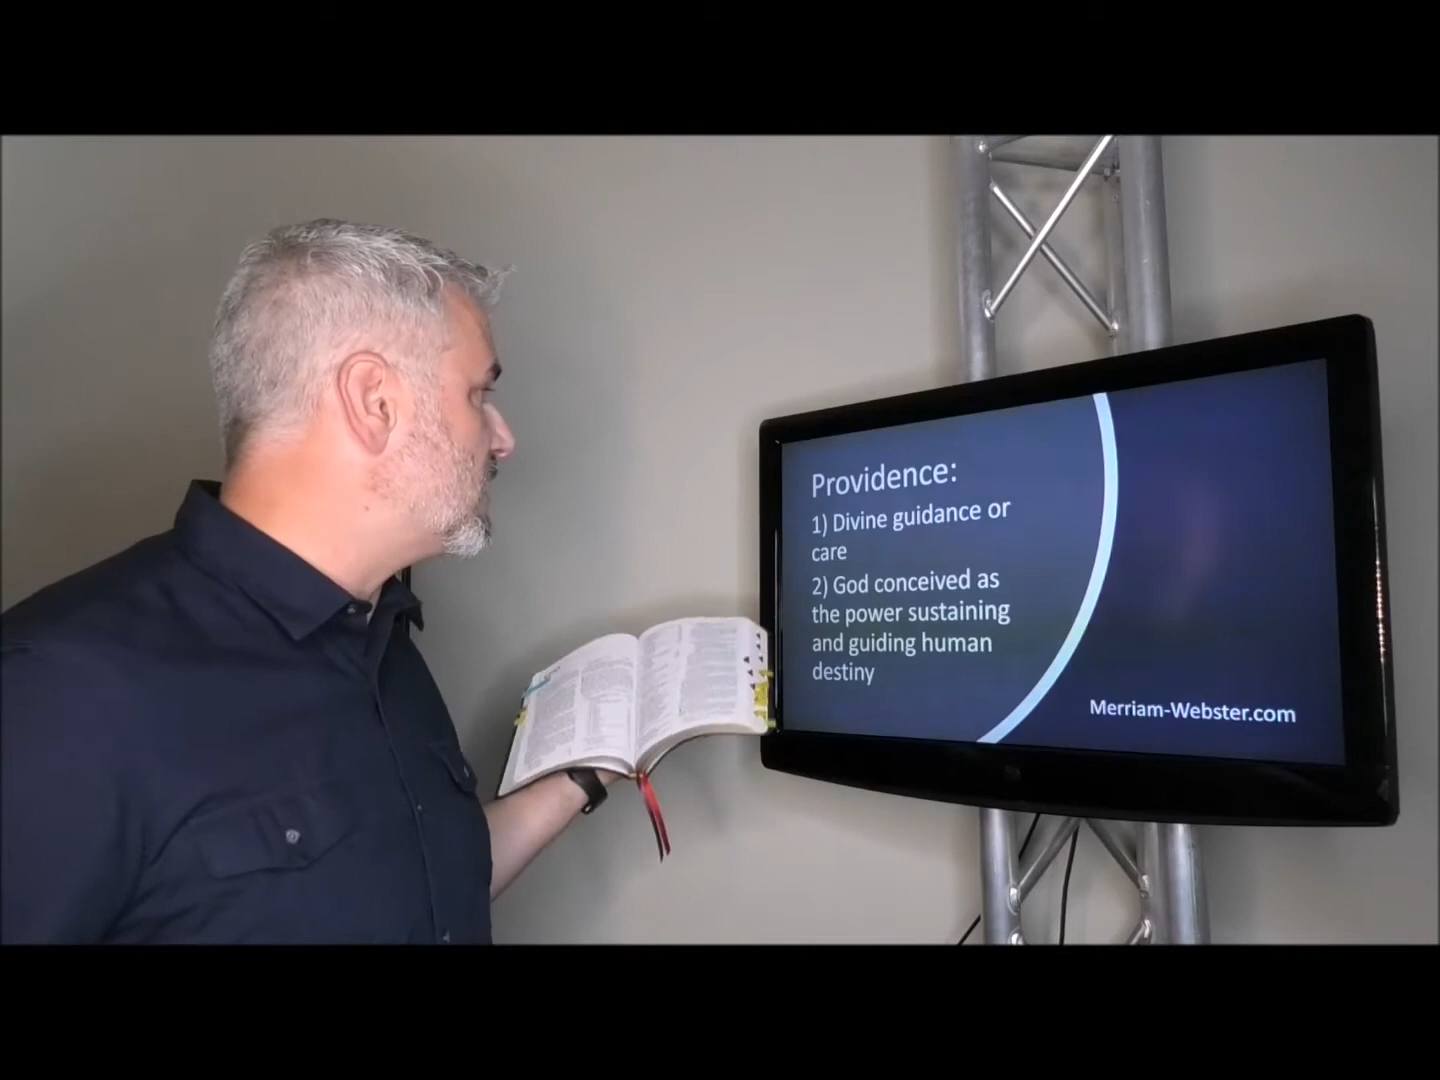 Providence:
1) Divine guidance or
care
2) God conceived as
the power sustaining
and guiding human
destiny
Merriam-Webster.com